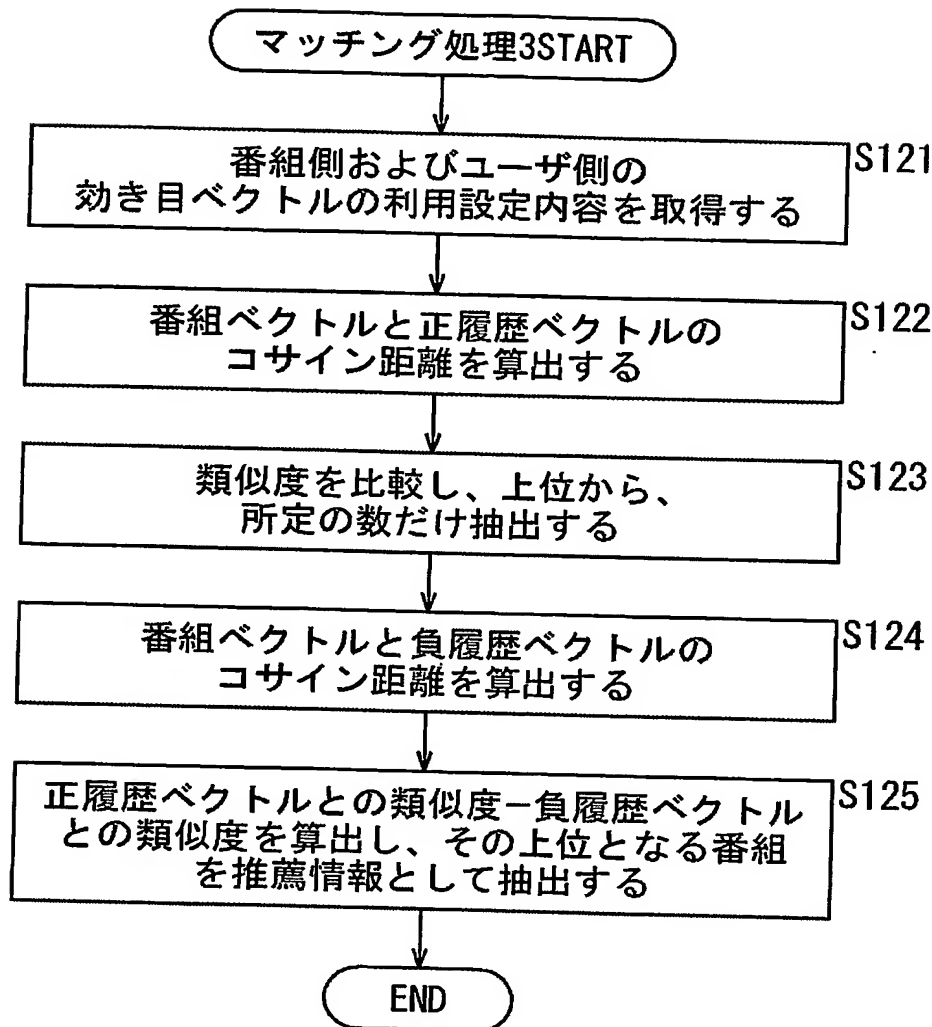 マッチング処理3START
番組側およびユーザ側の
効き目ベクトルの利用設定内容を取得する
S121
番組ベクトルと正履歴ベクトルの
コサイン距離を算出する
S122
類似度を比較し、上位から、
所定の数だけ抽出する
S123
番組ベクトルと負履歴ベクトルの
コサイン距離を算出する
S124
正履歴ベクトルとの類似度−負履歴ベクトル
との類似度を算出し、その上位となる番組
を推薦情報として抽出する
S125
END